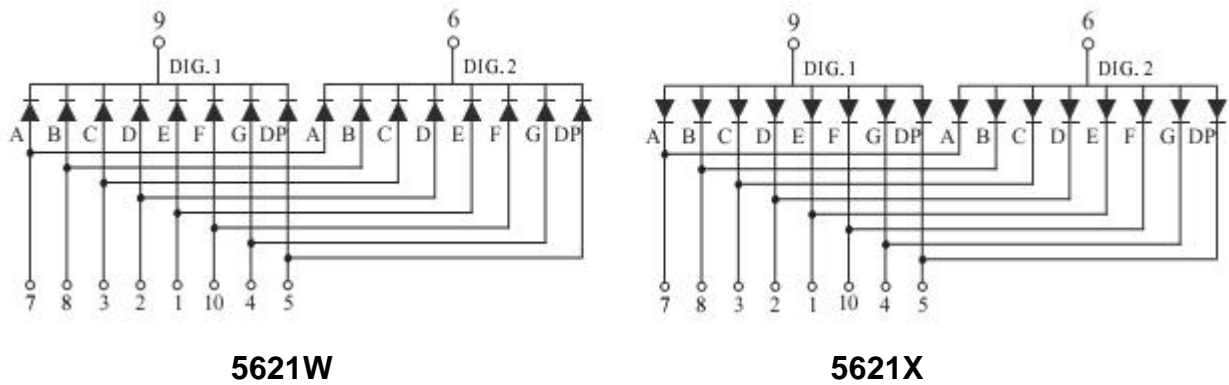 9 6
DIG.1 DIG.2
A B C D E F G DP A B C D E F G DP
7 8 3 2 1 10 4 5
5621W
9 6
DIG.1 DIG.2
A B C D E F G DP A B C D E F G DP
7 8 3 2 1 10 4 5
5621X